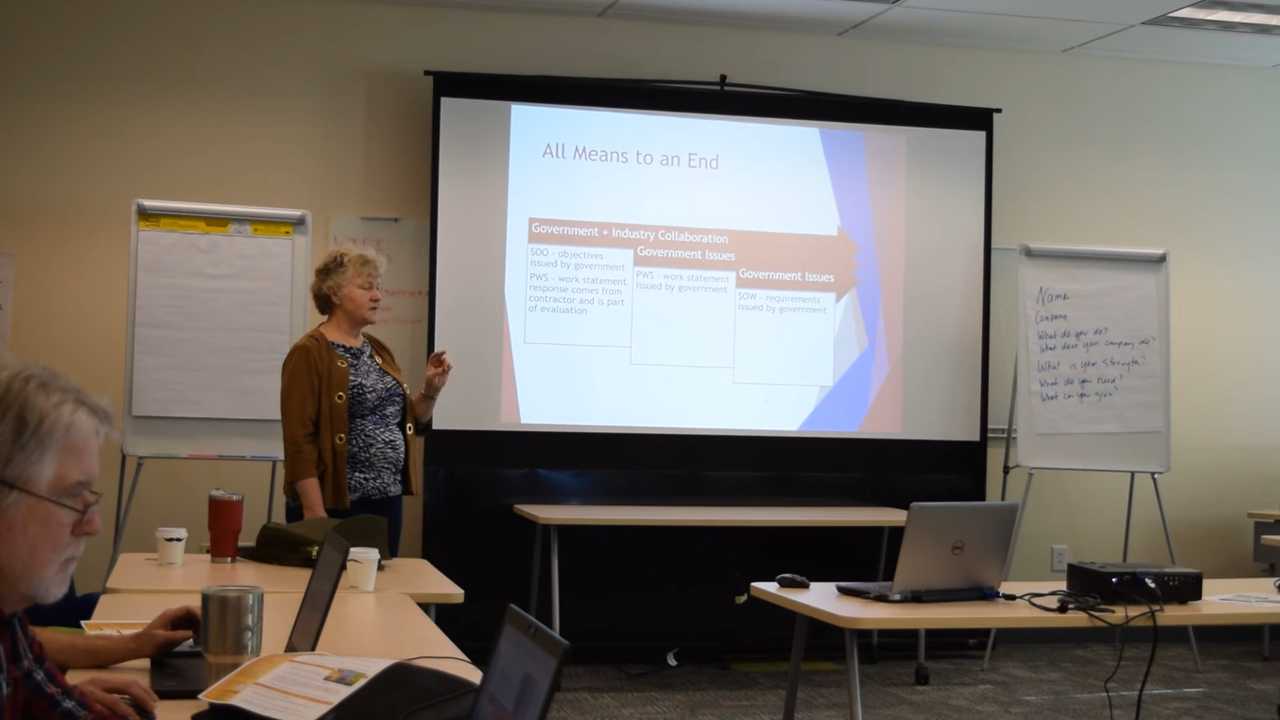 All Means to an End
Government + Industry Collaboration
SOO - objectives
issued by government
PWS - work statement
response comes from
contractor and is part
of evaluation
Government Issues
PWS - work statement
issued by government
Government Issues
SOW - requirements
issued by government
Name
Company
What do you do?
What does your company do?
What is your strength?
What do you need?
What can you give?
DELL